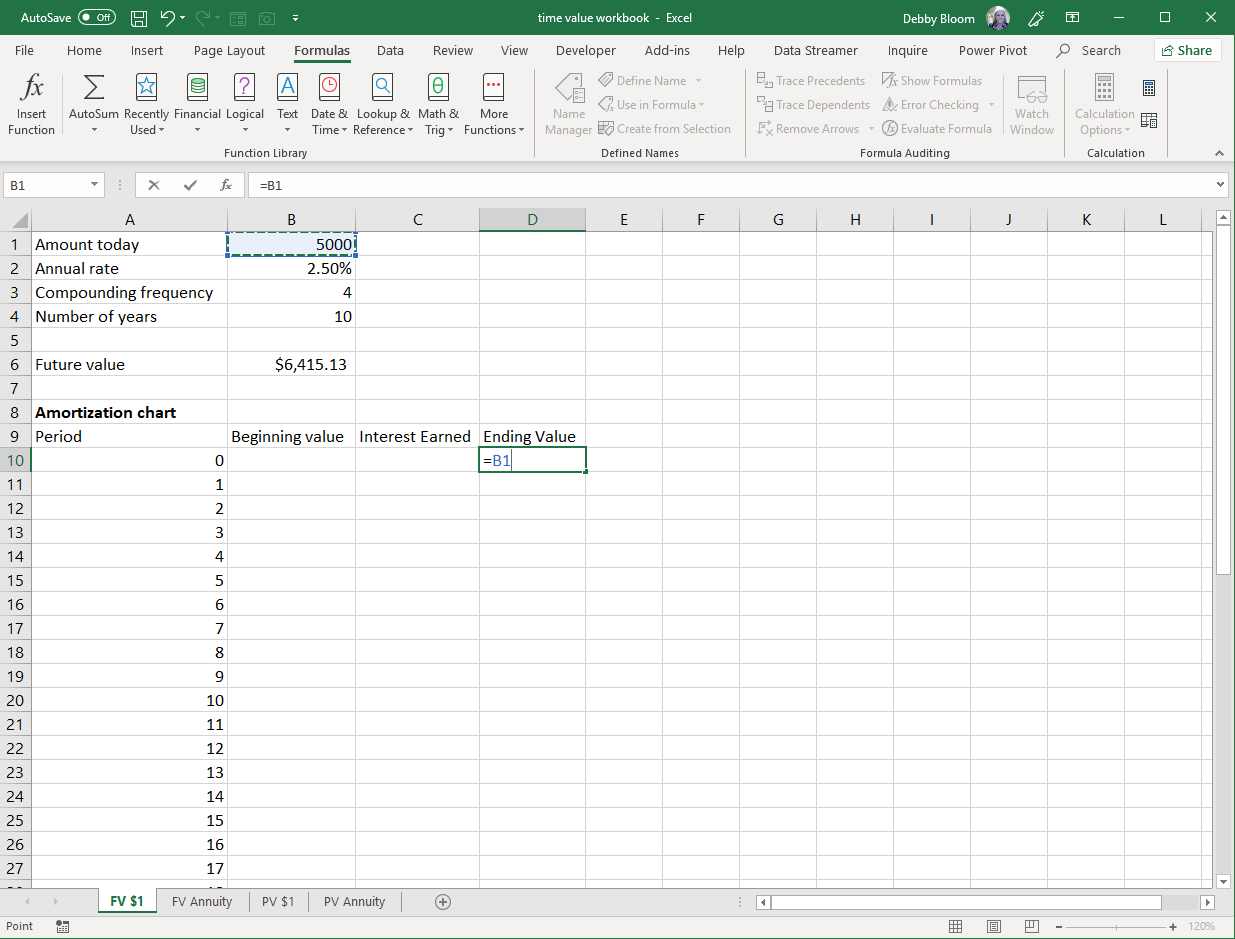 AutoSave Off time value workbook - Excel Debby Bloom
File Home Insert Page Layout Formulas Data Review View Developer Add-ins Help Data Streamer Inquire Power Pivot Search Share
fx Insert Function
AutoSum Recently Used Financial Logical Text Date & Time Lookup & Reference Math & Trig More Functions
Name Manager Define Name
Use in Formula
Create from Selection
Trace Precedents Show Formulas
Trace Dependents Error Checking
Remove Arrows Evaluate Formula
Watch Window Calculation Options
Function Library Defined Names Formula Auditing Calculation
B1 fx =B1
A B C D E F G H I J K L
1 Amount today 5000
2 Annual rate 2.50%
3 Compounding frequency 4
4 Number of years 10
5
6 Future value $6,415.13
7
8 Amortization chart
9 Period Beginning value Interest Earned Ending Value
10 0 =B1
11 1
12 2
13 3
14 4
15 5
16 6
17 7
18 8
19 9
20 10
21 11
22 12
23 13
24 14
25 15
26 16
27 17
FV $1 FV Annuity PV $1 PV Annuity
Point 120%